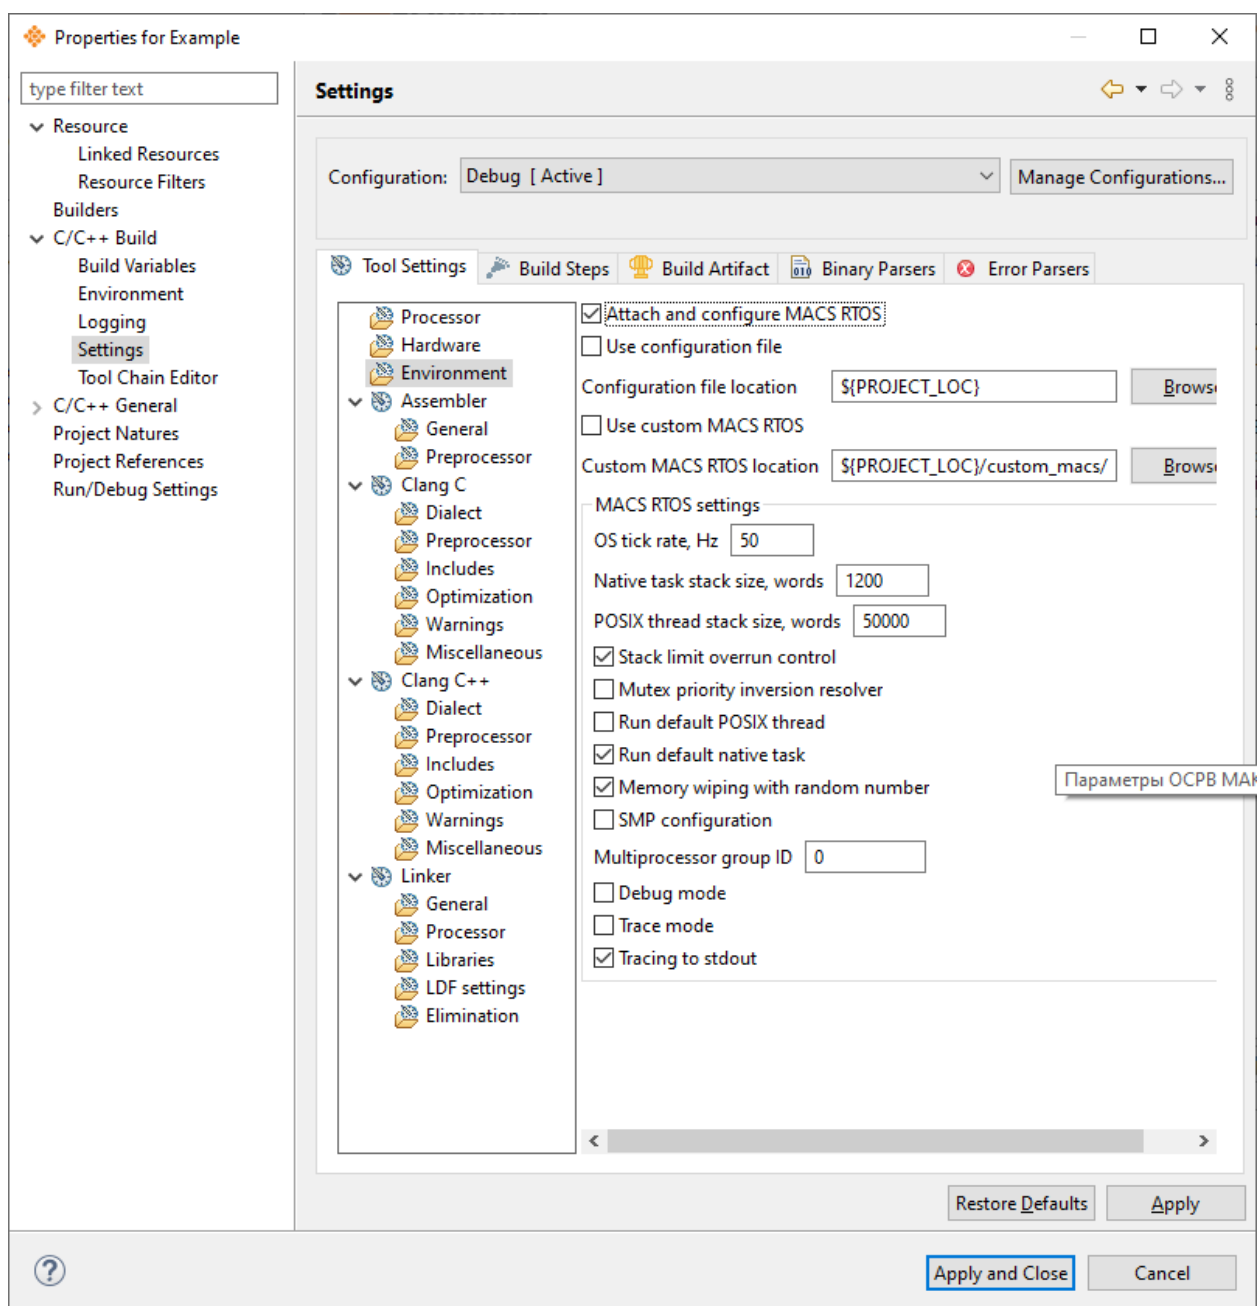 Properties for Example
type filter text
Resource
Linked Resources
Resource Filters
Builders
C/C++ Build
Build Variables
Environment
Logging
Settings
Tool Chain Editor
C/C++ General
Project Natures
Project References
Run/Debug Settings
Settings
Configuration: Debug [ Active ] Manage Configurations...
Tool Settings Build Steps Build Artifact Binary Parsers Error Parsers
Processor
Hardware
Environment
Assembler
General
Preprocessor
Clang C
Dialect
Preprocessor
Includes
Optimization
Warnings
Miscellaneous
Clang C++
Dialect
Preprocessor
Includes
Optimization
Warnings
Miscellaneous
Linker
General
Processor
Libraries
LDF settings
Elimination
Attach and configure MACS RTOS
Use configuration file
Configuration file location ${PROJECT_LOC} Brows
Use custom MACS RTOS
Custom MACS RTOS location ${PROJECT_LOC}/custom_macs/ Brows
MACS RTOS settings
OS tick rate, Hz 50
Native task stack size, words 1200
POSIX thread stack size, words 50000
Stack limit overrun control
Mutex priority inversion resolver
Run default POSIX thread
Run default native task
Параметры ОСРВ МАК
Memory wiping with random number
SMP configuration
Multiprocessor group ID 0
Debug mode
Trace mode
Tracing to stdout
Restore Defaults Apply
Apply and Close Cancel